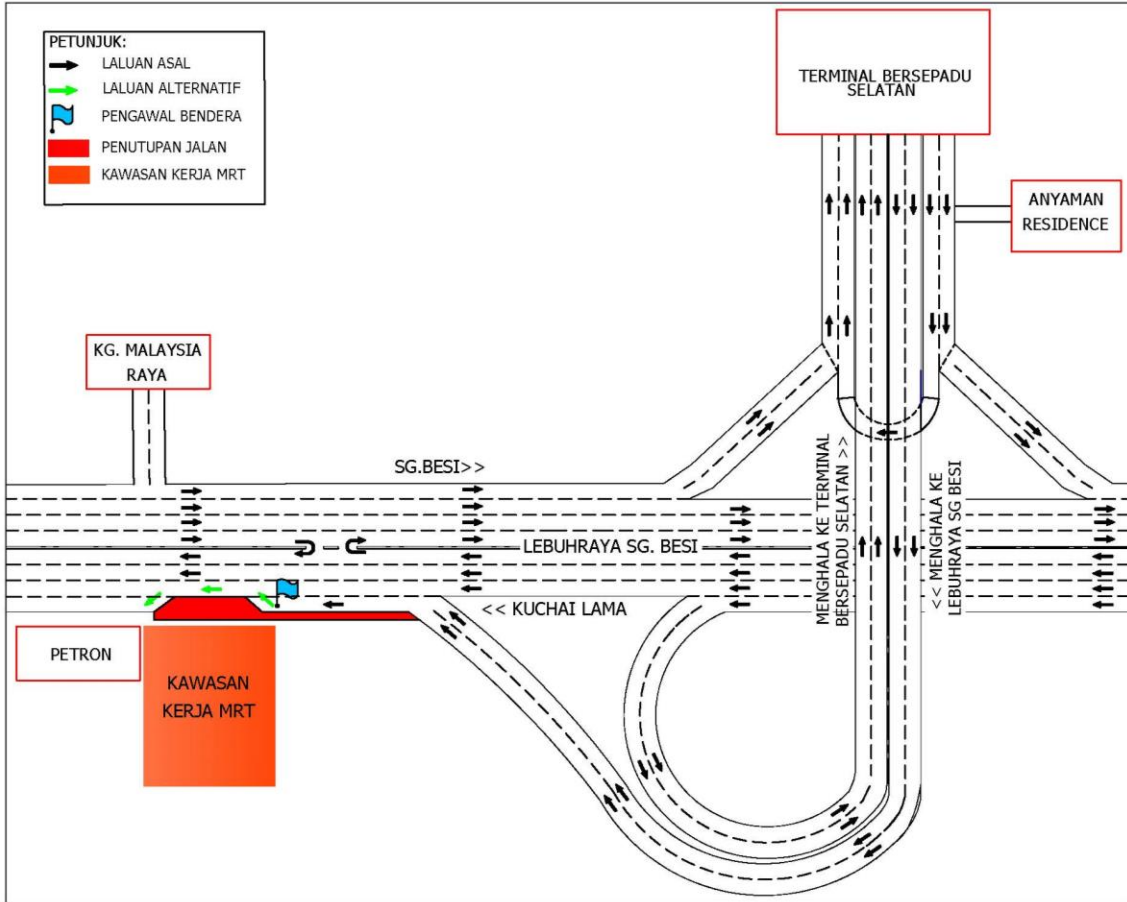 PETUNJUK:
LALUAN ASAL
LALUAN ALTERNATIF
PENGAWAL BENDERA
PENUTUPAN JALAN
KAWASAN KERJA MRT
TERMINAL BERSEPADU
SELATAN
ANYAMAN
RESIDENCE
KG. MALAYSIA
RAYA
SG.BESI>>
MENGHALA KE TERMINAL
BERSEPADU SELATAN >>
<< MENGHALA KE
LEBUHRAYA SG BESI
LEBUHRAYA SG. BESI
<< KUCHAI LAMA
PETRON
KAWASAN
KERJA MRT